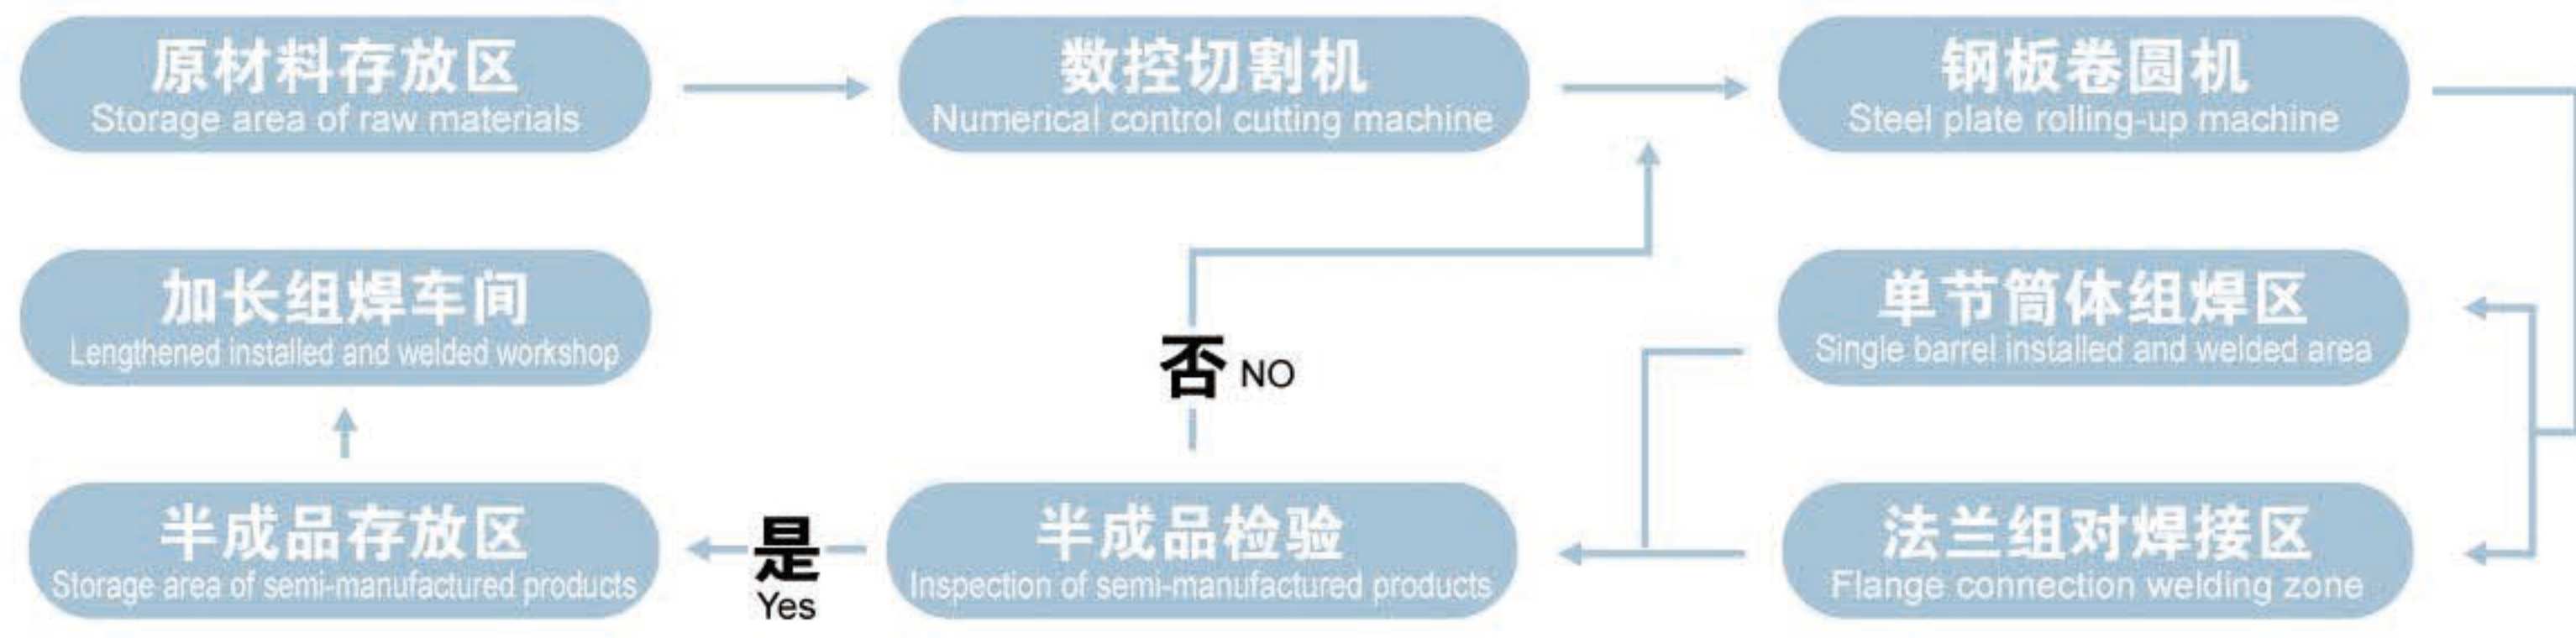 原材料存放区
Storage area of raw materials
数控切割机
Numerical control cutting machine
钢板卷圆机
Steel plate rolling-up machine
加长组焊车间
Lengthened installed and welded workshop
否 NO
单节筒体组焊区
Single barrel installed and welded area
半成品存放区
Storage area of semi-manufactured products
是
Yes
半成品检验
Inspection of semi-manufactured products
法兰组对焊接区
Flange connection welding zone